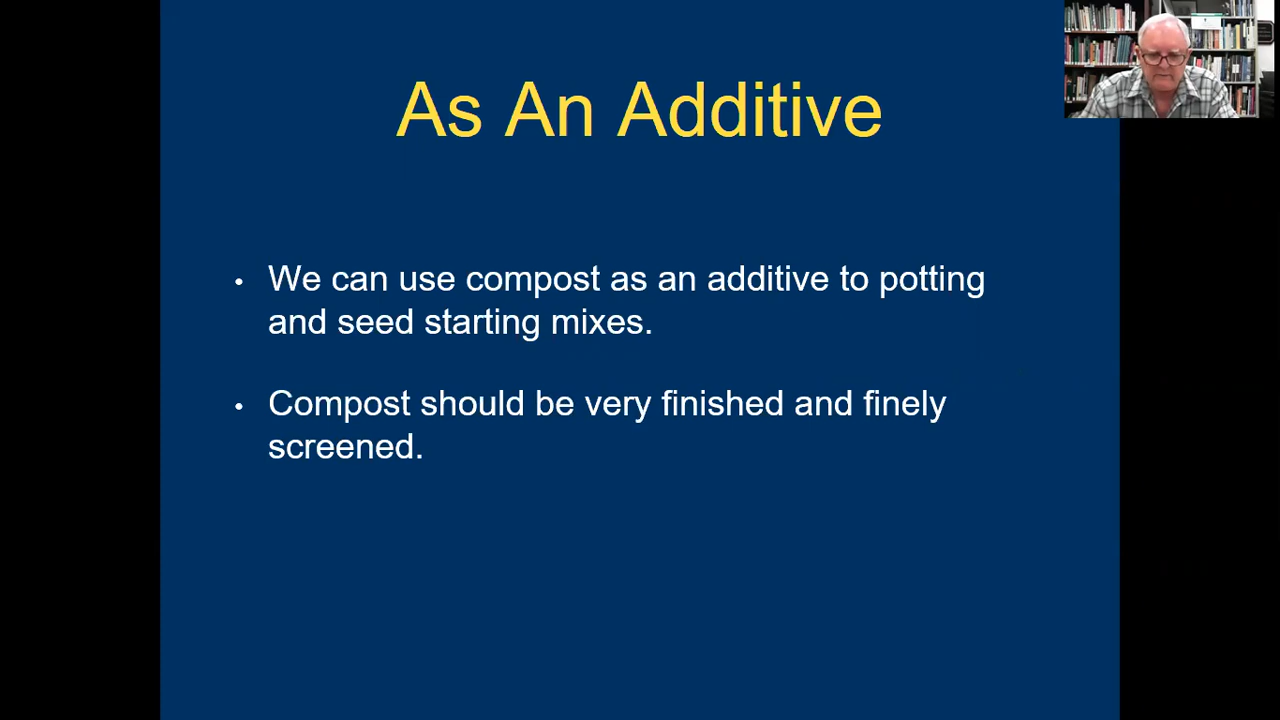 As An Additive
• We can use compost as an additive to potting
and seed starting mixes.
• Compost should be very finished and finely
screened.